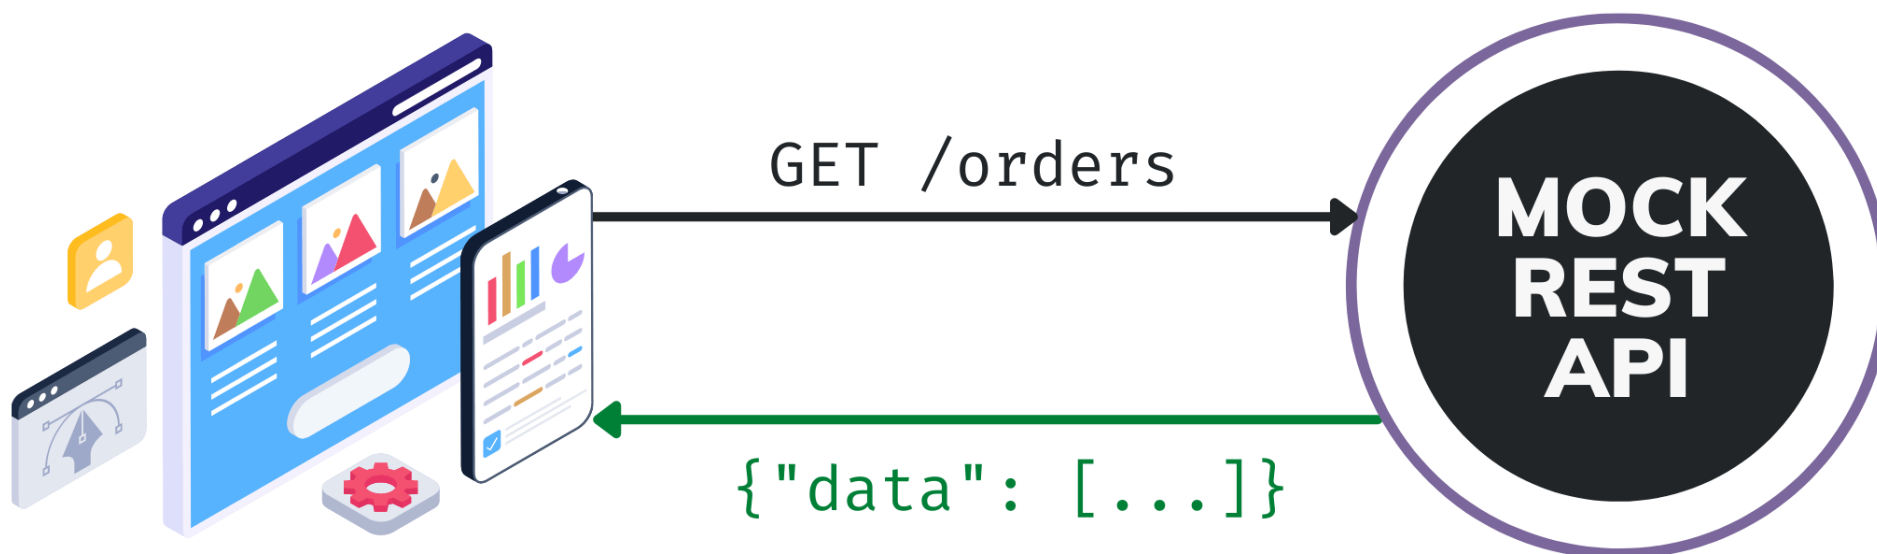 GET /orders
MOCK
REST
API
{"data": [...]}